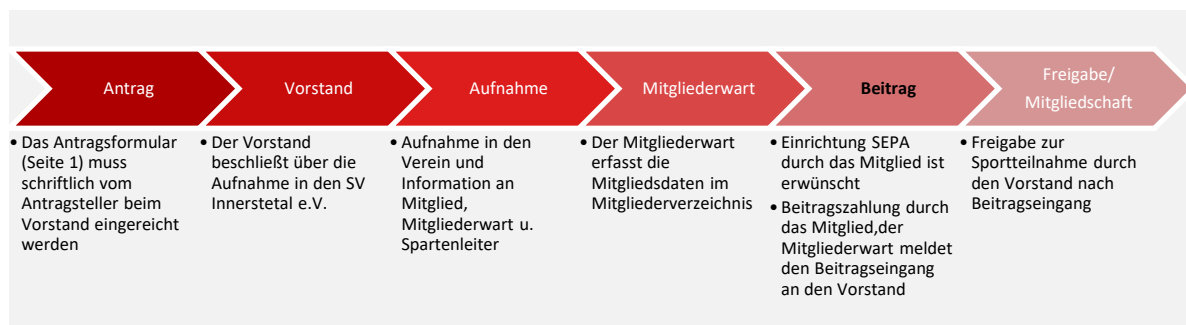 Antrag
• Das Antragsformular
(Seite 1) muss
schriftlich vom
Antragsteller beim
Vorstand eingereicht
werden
Vorstand
• Der Vorstand
beschließt über die
Aufnahme in den SV
Innerstetal e.V.
Aufnahme
• Aufnahme in den
Verein und
Information an
Mitglied,
Mitgliederwart u.
Spartenleiter
Mitgliederwart
• Der Mitgliederwart
erfasst die
Mitgliedsdaten im
Mitgliederverzeichnis
Beitrag
• Einrichtung SEPA
durch das Mitglied ist
erwünscht
• Beitragszahlung durch
das Mitglied,der
Mitgliederwart meldet
den Beitragseingang
an den Vorstand
Freigabe/
Mitgliedschaft
• Freigabe zur
Sportteilnahme durch
den Vorstand nach
Beitragseingang